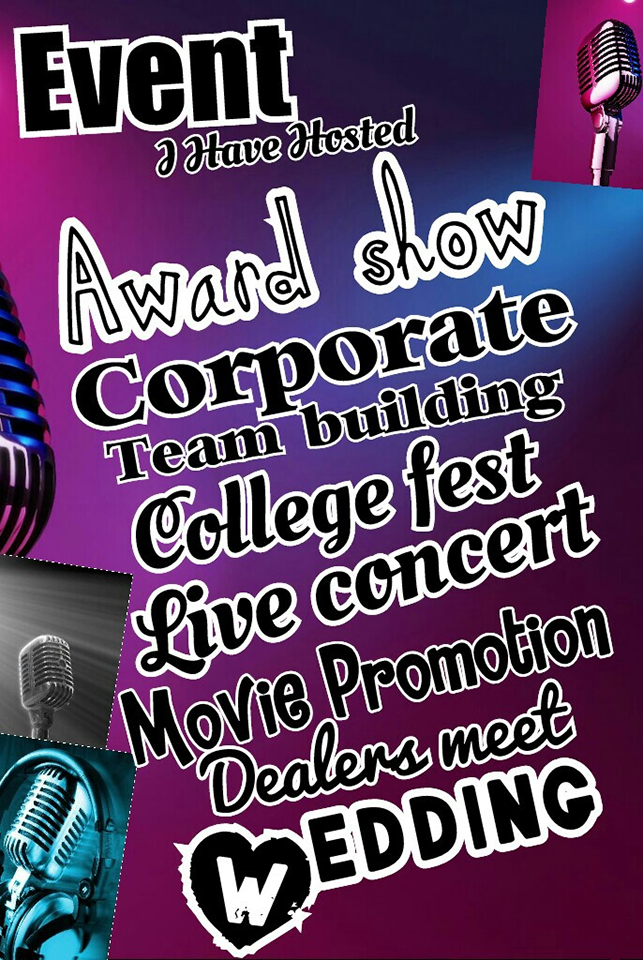 Event
I Have Hosted
Award show
Corporate
Team building
College fest
Live concert
Movie Promotion
Dealers meet
WEDDING